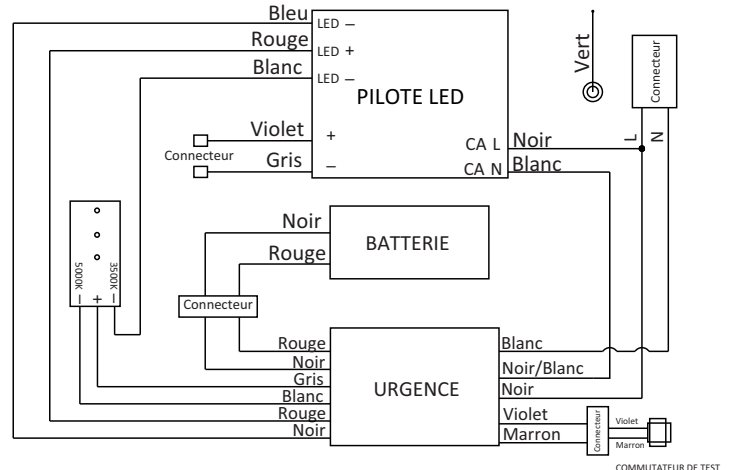 Bleu
LED –
Rouge
LED +
Blanc
LED –
PILOTE LED
Violet
+
Connecteur
Gris
–
CA L
Noir
CA N
Blanc
Vert
Connecteur
L
N
Noir
Rouge
BATTERIE
Connecteur
5000K
3500K
– + –
Rouge
Noir
Gris
Blanc
Rouge
Noir
URGENCE
Blanc
Noir/Blanc
Noir
Violet
Marron
Connecteur
Violet
Marron
COMMUTATEUR DE TEST